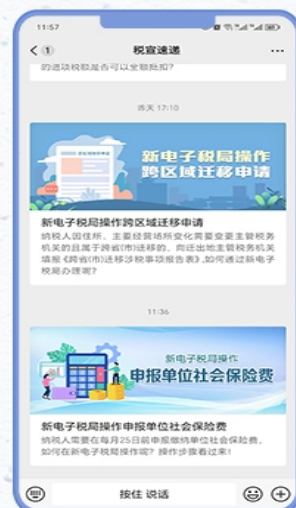 11:57
1
税宣速递
的进项税额是否可以全额抵扣?
昨天 17:10
新电子税局操作
跨区域迁移申请
新电子税局操作跨区域迁移申请
纳税人因住所、主要经营场所变化需要变更主管税务
机关的且属于跨省(市)迁移的，向迁出地主管税务机关
填报《跨省(市)迁移涉税事项报告表》,如何通过新电子
税局办理呢?
11:36
新电子税局操作
申报单位社会保险费
新电子税局操作申报单位社会保险费
纳税人需要在每月25日前申报缴纳单位社会保险费，
如何在新电子税局操作呢？操作步骤看过来!
按住 说话